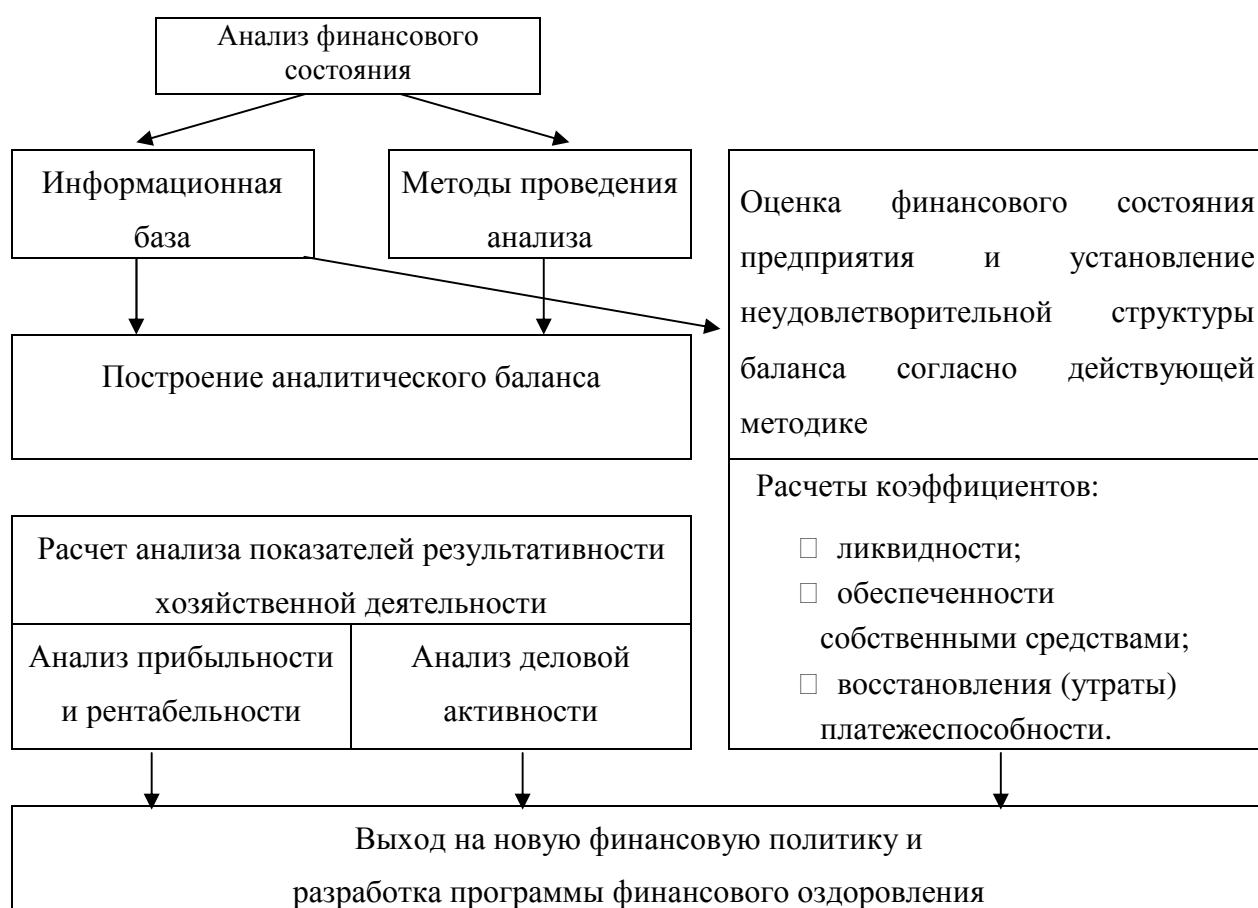 Анализ финансового
состояния
Информационная
база
Методы проведения
анализа
Построение аналитического баланса
Оценка финансового состояния
предприятия и установление
неудовлетворительной структуры
баланса согласно действующей
методике
Расчеты коэффициентов:
ликвидности;
обеспеченности
собственными средствами;
восстановления (утраты)
платежеспособности.
Расчет анализа показателей результативности
хозяйственной деятельности
Анализ прибыльности
и рентабельности
Анализ деловой
активности
Выход на новую финансовую политику и
разработка программы финансового оздоровления